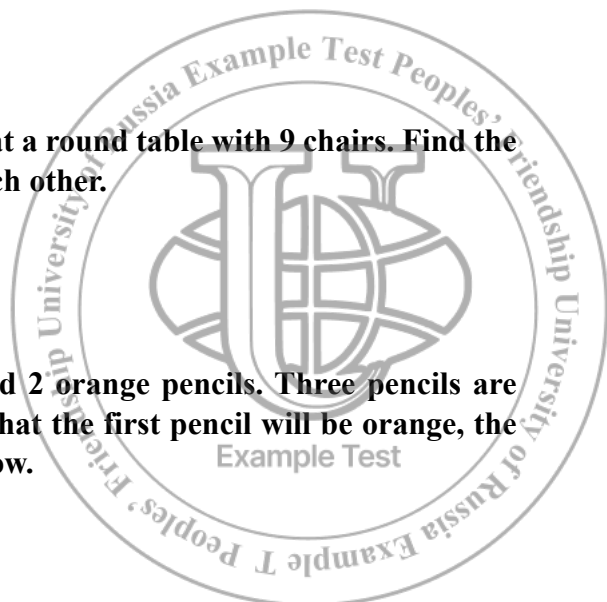 at a round table with 9 chairs. Find the
ch other.
d 2 orange pencils. Three pencils are
hat the first pencil will be orange, the
ow.
Example Test
Peoples' Friendship University of Russia Example Test Peoples' Friendship University of Russia Example T